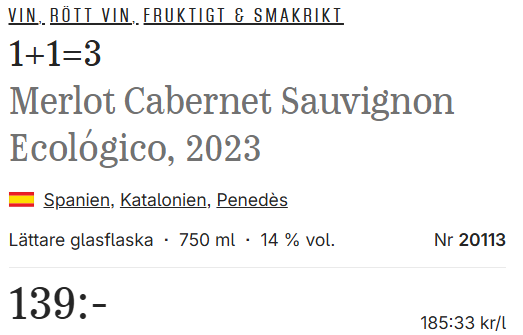 VIN, RÖTT VIN, FRUKTIGT & SMAKRIKT
1+1=3
Merlot Cabernet Sauvignon
Ecológico, 2023
Spanien, Katalonien, Penedès
Lättare glasflaska · 750 ml · 14 % vol. Nr 20113
139:-
185:33 kr/l